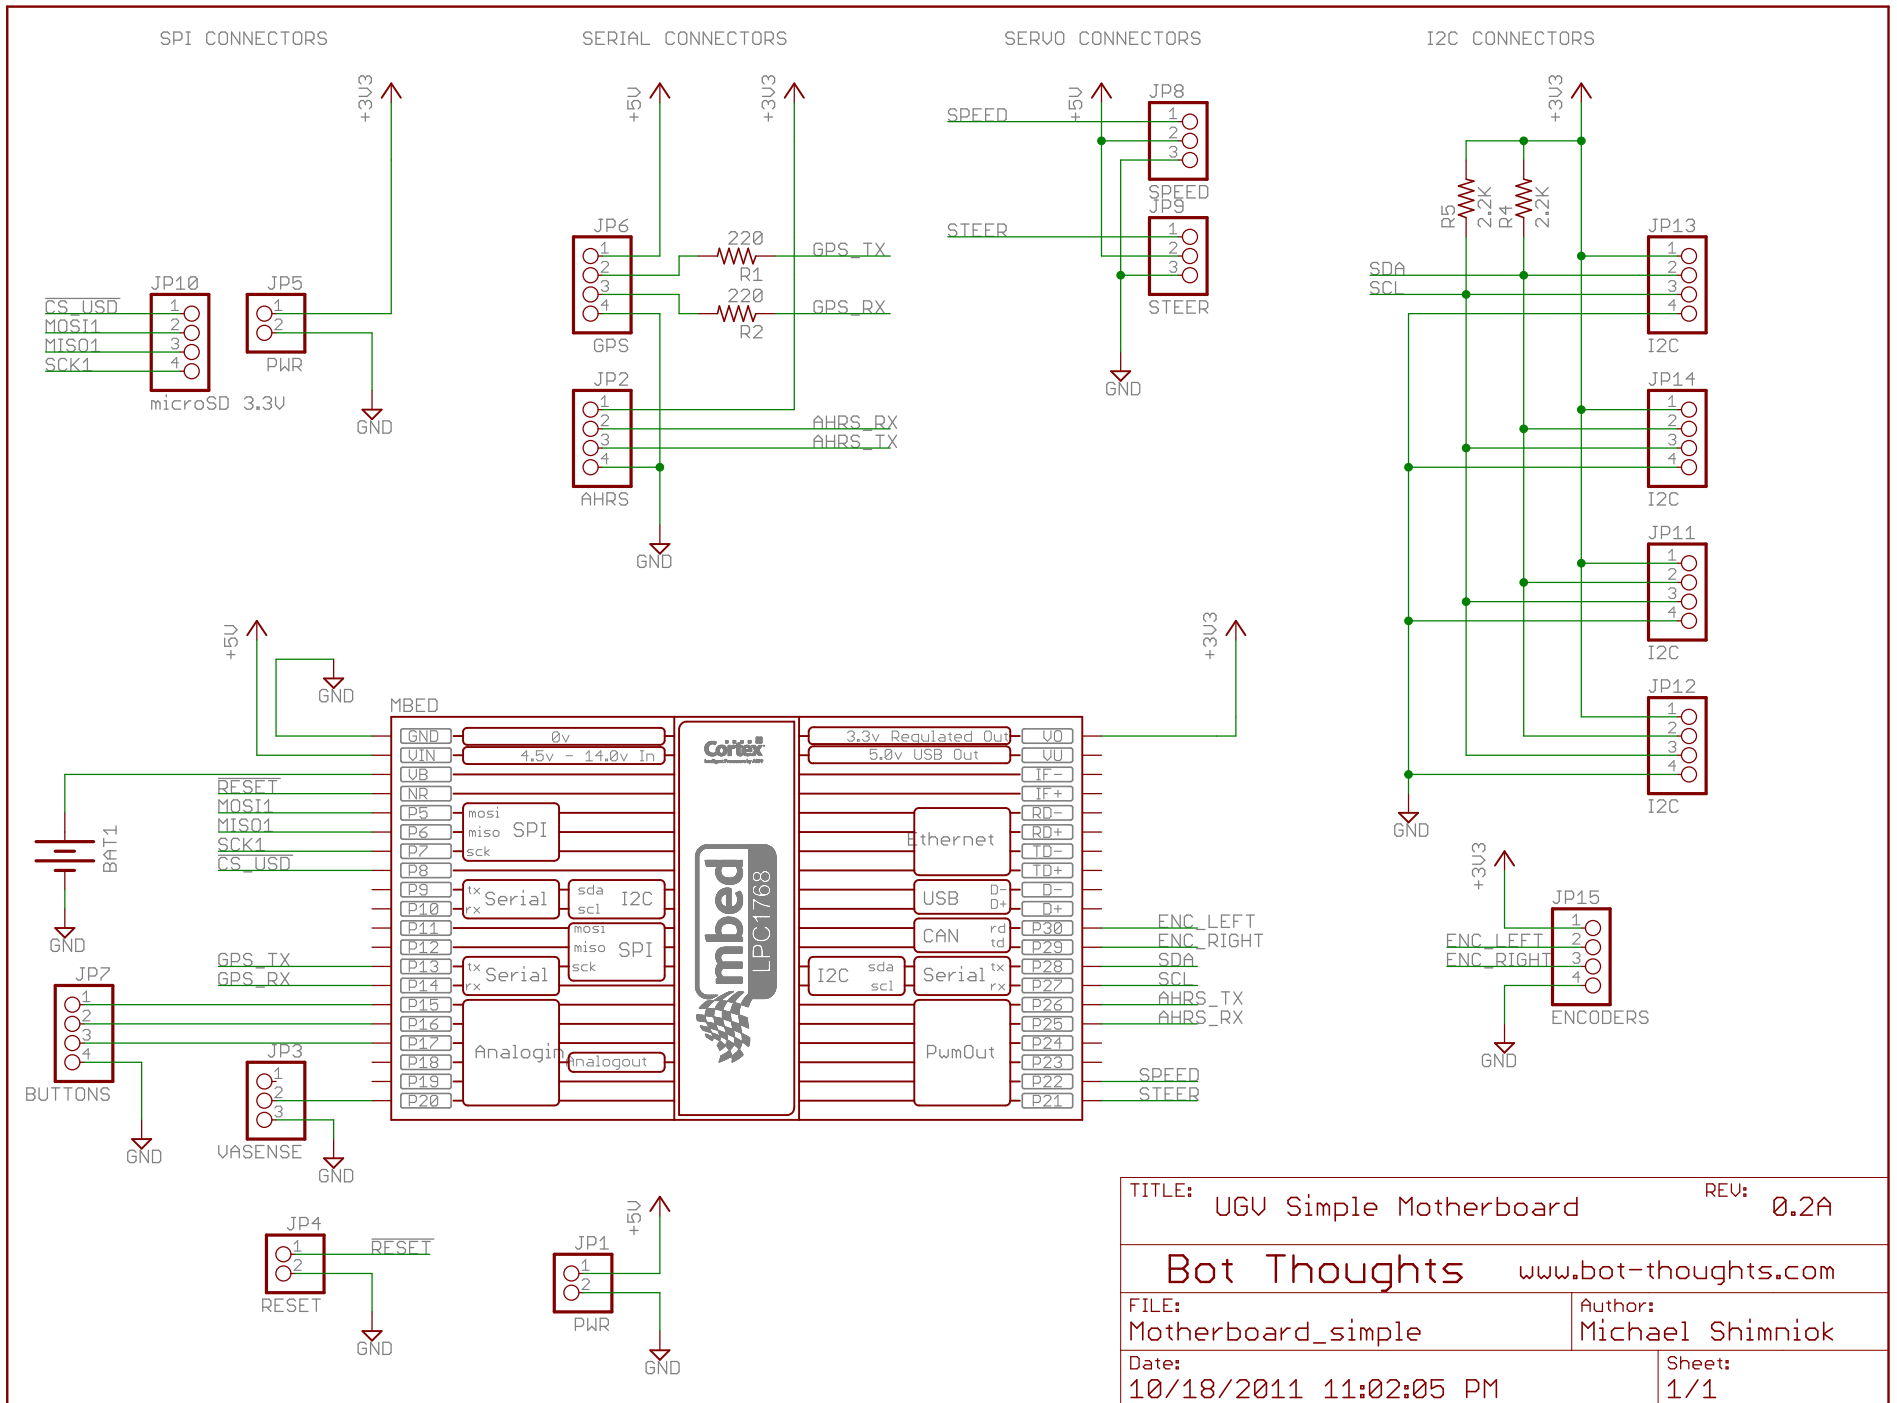 SPI CONNECTORS
SERIAL CONNECTORS
SERVO CONNECTORS
I2C CONNECTORS
+3V3
JP10
CS_USD
MOSI1
MISO1
SCK1
1
2
3
4
microSD 3.3V
JP5
1
2
PWR
GND
+5V
+3V3
JP6
1
2
3
4
GPS
220
R1
GPS_TX
220
R2
GPS_RX
JP2
1
2
3
4
AHRS
AHRS_RX
AHRS_TX
GND
SPEED
+5V
JP8
1
2
3
SPEED
JP9
STEER
1
2
3
STEER
GND
+3V3
R5
2.2K
R4
2.2K
SDA
SCL
JP13
1
2
3
4
I2C
JP14
1
2
3
4
I2C
JP11
1
2
3
4
I2C
JP12
1
2
3
4
I2C
GND
+5V
GND
+3V3
MBED
GND 0v 3.3v Regulated Out VO
VIN 4.5v - 14.0v In 5.0v USB Out VU
VB IF-
RESET NR IF+
MOSI1 P5 mosi RD-
MISO1 P6 miso SPI Ethernet RD+
SCK1 P7 sck TD-
CS_USD P8 TD+
P9 tx Serial sda I2C USB D- D-
P10 rx scl D+ D+
P11 mosi CAN rd P30 ENC_LEFT
P12 miso SPI td P29 ENC_RIGHT
GPS_TX P13 tx Serial sck I2C sda Serial tx P28 SDA
GPS_RX P14 rx scl rx P27 SCL
P15 P26 AHRS_TX
P16 P25 AHRS_RX
P17 Analogin PwmOut P24
P18 Analogout P23
P19 P22 SPEED
P20 P21 STEER
Cortex
mbed
LPC1768
BAT1
GND
JP7
1
2
3
4
BUTTONS
GND
JP3
1
2
3
VASENSE
GND
+3V3
JP15
ENC_LEFT
ENC_RIGHT
1
2
3
4
ENCODERS
GND
JP4
1
2
RESET
RESET
GND
JP1
1
2
PWR
+5V
GND
TITLE: UGV Simple Motherboard REV: 0.2A
Bot Thoughts www.bot-thoughts.com
FILE: Author:
Motherboard_simple Michael Shimniok
Date: Sheet:
10/18/2011 11:02:05 PM 1/1